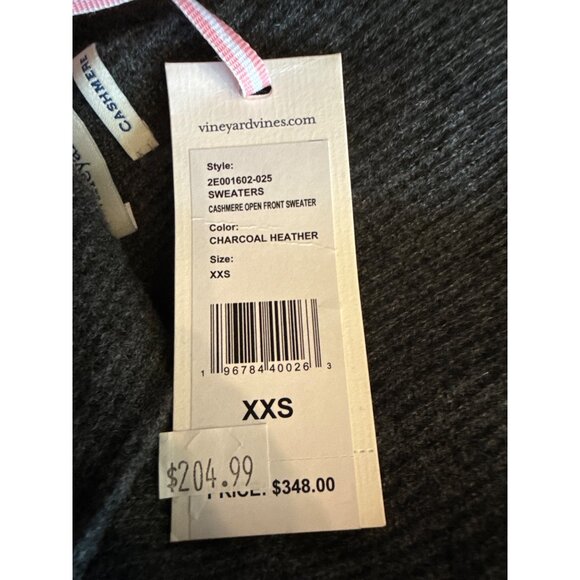 CASHMERE
vineyardvines.com
Style:
2E001602-025
SWEATERS
CASHMERE OPEN FRONT SWEATER
Color:
CHARCOAL HEATHER
Size:
XXS
1 96784 40026 3
XXS
$204.99
PRICE: $348.00